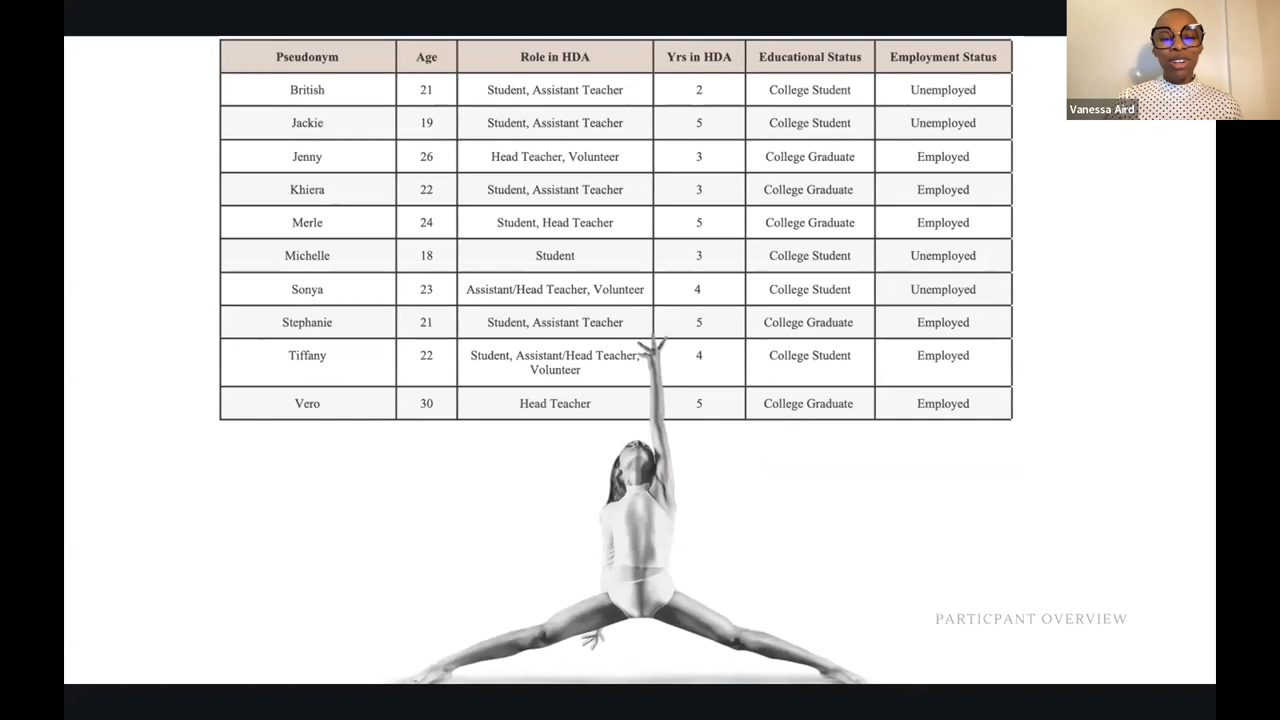 Pseudonym Age Role in HDA Yrs in HDA Educational Status Employment Status
British 21 Student, Assistant Teacher 2 College Student Unemployed
Jackie 19 Student, Assistant Teacher 5 College Student Unemployed
Jenny 26 Head Teacher, Volunteer 3 College Graduate Employed
Khiera 22 Student, Assistant Teacher 3 College Graduate Employed
Merle 24 Student, Head Teacher 5 College Graduate Employed
Michelle 18 Student 3 College Student Unemployed
Sonya 23 Assistant/Head Teacher, Volunteer 4 College Student Unemployed
Stephanie 21 Student, Assistant Teacher 5 College Graduate Employed
Tiffany 22 Student, Assistant/Head Teacher, 4 College Student Employed
Volunteer
Vero 30 Head Teacher 5 College Graduate Employed
PARTICPANT OVERVIEW
Vanessa Aird